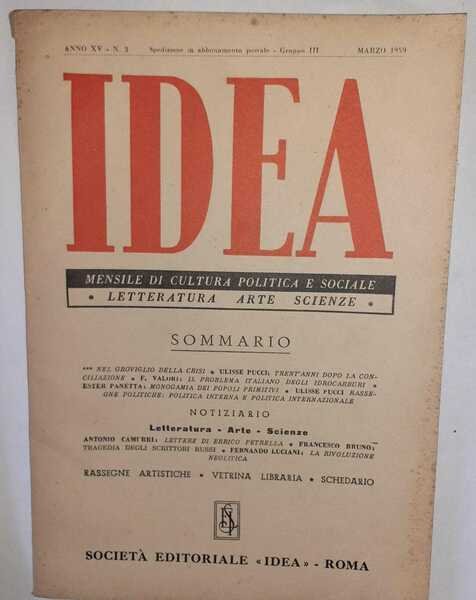 ANNO XV - N. 3 Spedizione in abbonamento postale - Gruppo III MARZO 1959
IDEA
MENSILE DI CULTURA POLITICA E SOCIALE
• LETTERATURA ARTE SCIENZE •
SOMMARIO
*** NEL GROVIGLIO DELLA CRISI • ULISSE PUCCI: TRENT'ANNI DOPO LA CON-
CILIAZIONE • F. VALORI: IL PROBLEMA ITALIANO DEGLI IDROCARBURI •
ESTER PANETTA: MONOGAMIA DEI POPOLI PRIMITIVI • ULISSE PUCCI RASSE-
GNE POLITICHE: POLITICA INTERNA E POLITICA INTERNAZIONALE
NOTIZIARIO
Letteratura - Arte - Scienze
ANTONIO CAMURRI: LETTERE DI ERRICO PETRELLA • FRANCESCO BRUNO:
TRAGEDIA DEGLI SCRITTORI RUSSI • FERNANDO LUCIANI: LA RIVOLUZIONE
NEOLITICA
RASSEGNE ARTISTICHE • VETRINA LIBRARIA • SCHEDARIO
SOCIETÀ EDITORIALE «IDEA» - ROMA